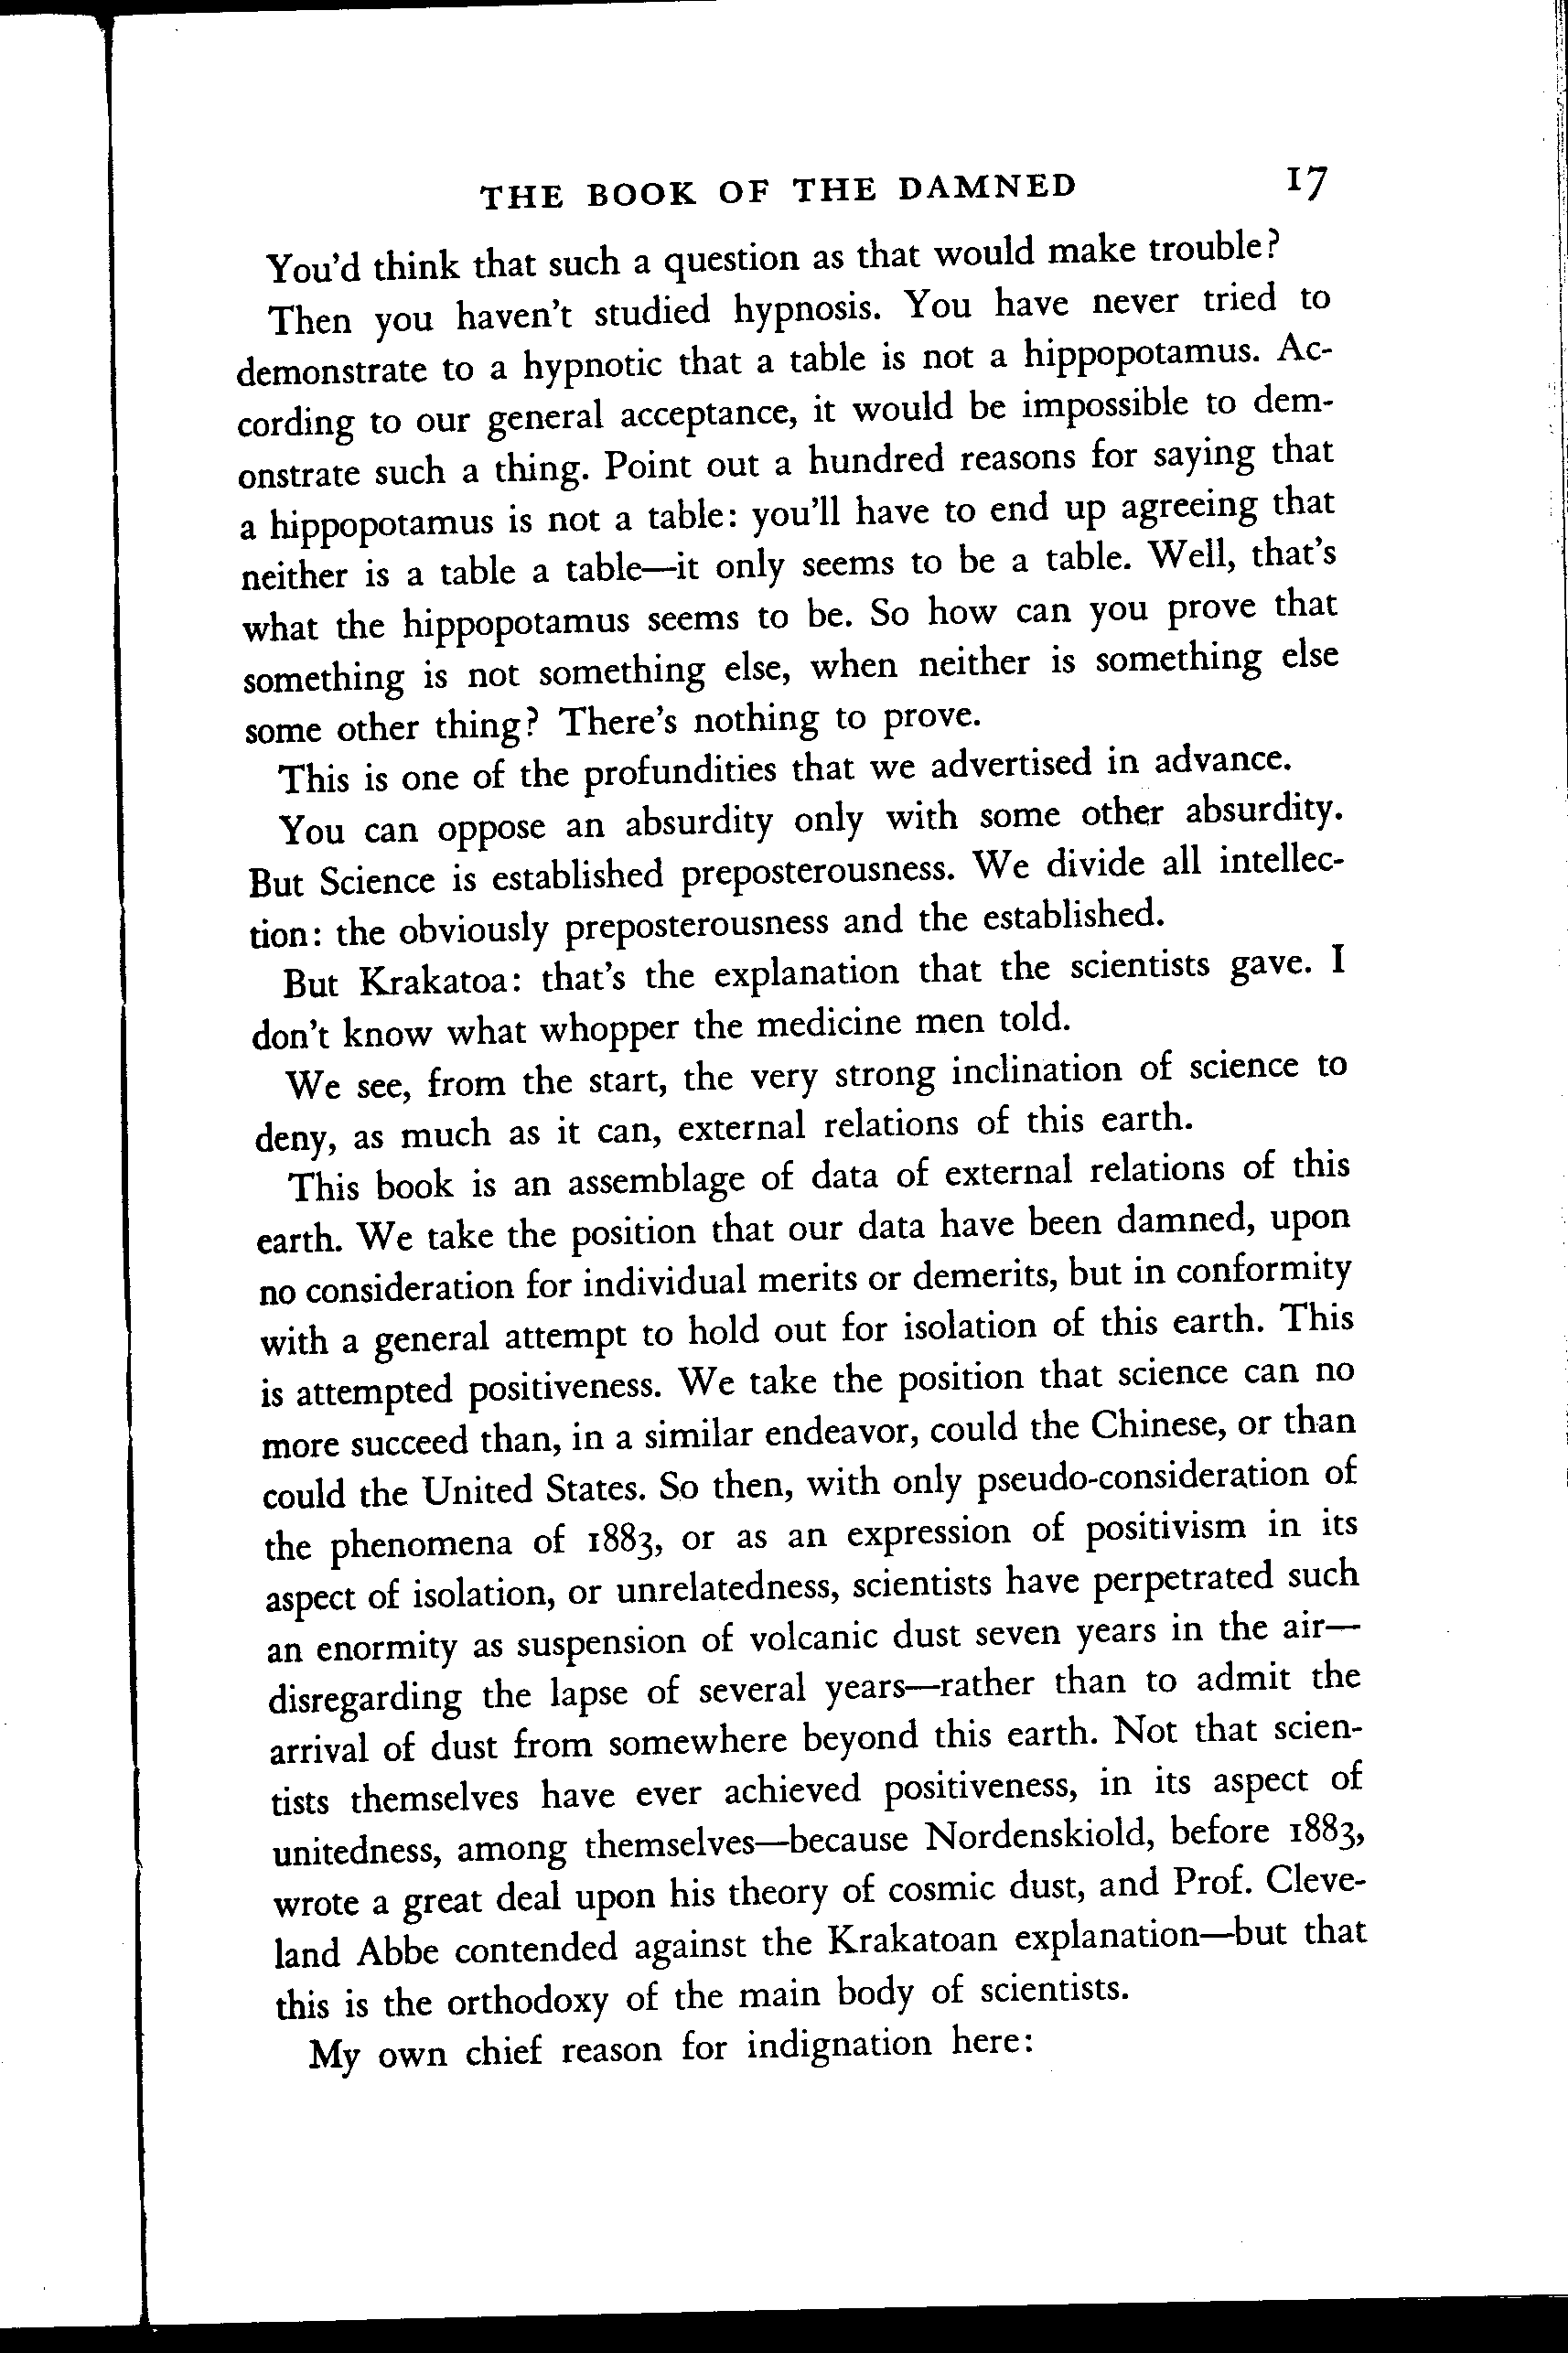 THE BOOK OF THE DAMNED 17
You'd think that such a question as that would make trouble?
Then you haven't studied hypnosis. You have never tried to
demonstrate to a hypnotic that a table is not a hippopotamus. Ac-
cording to our general acceptance, it would be impossible to dem-
onstrate such a thing. Point out a hundred reasons for saying that
a hippopotamus is not a table: you'll have to end up agreeing that
neither is a table a table—it only seems to be a table. Well, that's
what the hippopotamus seems to be. So how can you prove that
something is not something else, when neither is something else
some other thing? There's nothing to prove.
This is one of the profundities that we advertised in advance.
You can oppose an absurdity only with some other absurdity.
But Science is established preposterousness. We divide all intellec-
tion: the obviously preposterousness and the established.
But Krakatoa: that's the explanation that the scientists gave. I
don't know what whopper the medicine men told.
We see, from the start, the very strong inclination of science to
deny, as much as it can, external relations of this earth.
This book is an assemblage of data of external relations of this
earth. We take the position that our data have been damned, upon
no consideration for individual merits or demerits, but in conformity
with a general attempt to hold out for isolation of this earth. This
is attempted positiveness. We take the position that science can no
more succeed than, in a similar endeavor, could the Chinese, or than
could the United States. So then, with only pseudo-consideration of
the phenomena of 1883, or as an expression of positivism in its
aspect of isolation, or unrelatedness, scientists have perpetrated such
an enormity as suspension of volcanic dust seven years in the air—
disregarding the lapse of several years—rather than to admit the
arrival of dust from somewhere beyond this earth. Not that scien-
tists themselves have ever achieved positiveness, in its aspect of
unitedness, among themselves—because Nordenskiold, before 1883,
wrote a great deal upon his theory of cosmic dust, and Prof. Cleve-
land Abbe contended against the Krakatoan explanation—but that
this is the orthodoxy of the main body of scientists.
My own chief reason for indignation here: